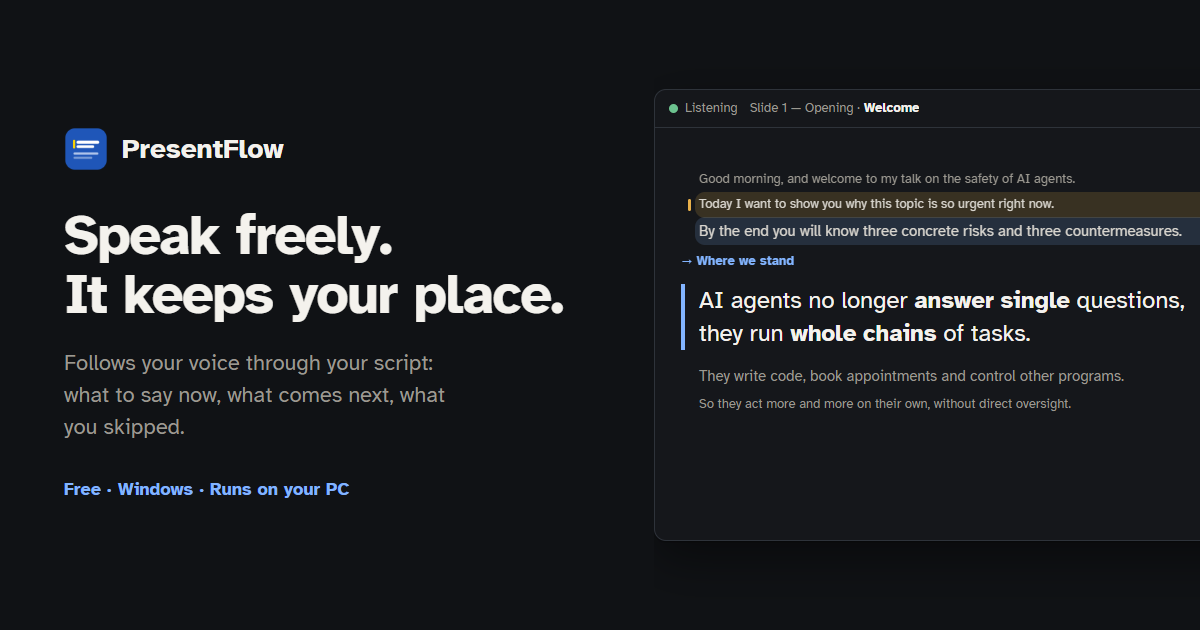 PresentFlow
Speak freely.
It keeps your place.
Follows your voice through your script:
what to say now, what comes next, what
you skipped.
Free · Windows · Runs on your PC
Listening Slide 1 — Opening · Welcome
Good morning, and welcome to my talk on the safety of AI agents.
Today I want to show you why this topic is so urgent right now.
By the end you will know three concrete risks and three countermeasures.
→ Where we stand
AI agents no longer answer single questions,
they run whole chains of tasks.
They write code, book appointments and control other programs.
So they act more and more on their own, without direct oversight.